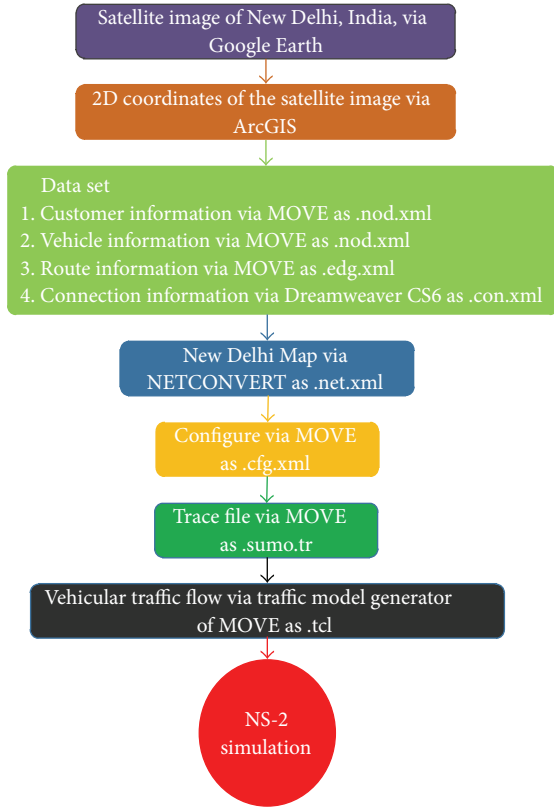 Satellite image of New Delhi, India, via
Google Earth
2D coordinates of the satellite image via
ArcGIS
Data set
1. Customer information via MOVE as .nod.xml
2. Vehicle information via MOVE as .nod.xml
3. Route information via MOVE as .edg.xml
4. Connection information via Dreamweaver CS6 as .con.xml
New Delhi Map via
NETCONVERT as .net.xml
Configure via MOVE
as .cfg.xml
Trace file via MOVE
as .sumo.tr
Vehicular traffic flow via traffic model generator
of MOVE as .tcl
NS-2
simulation